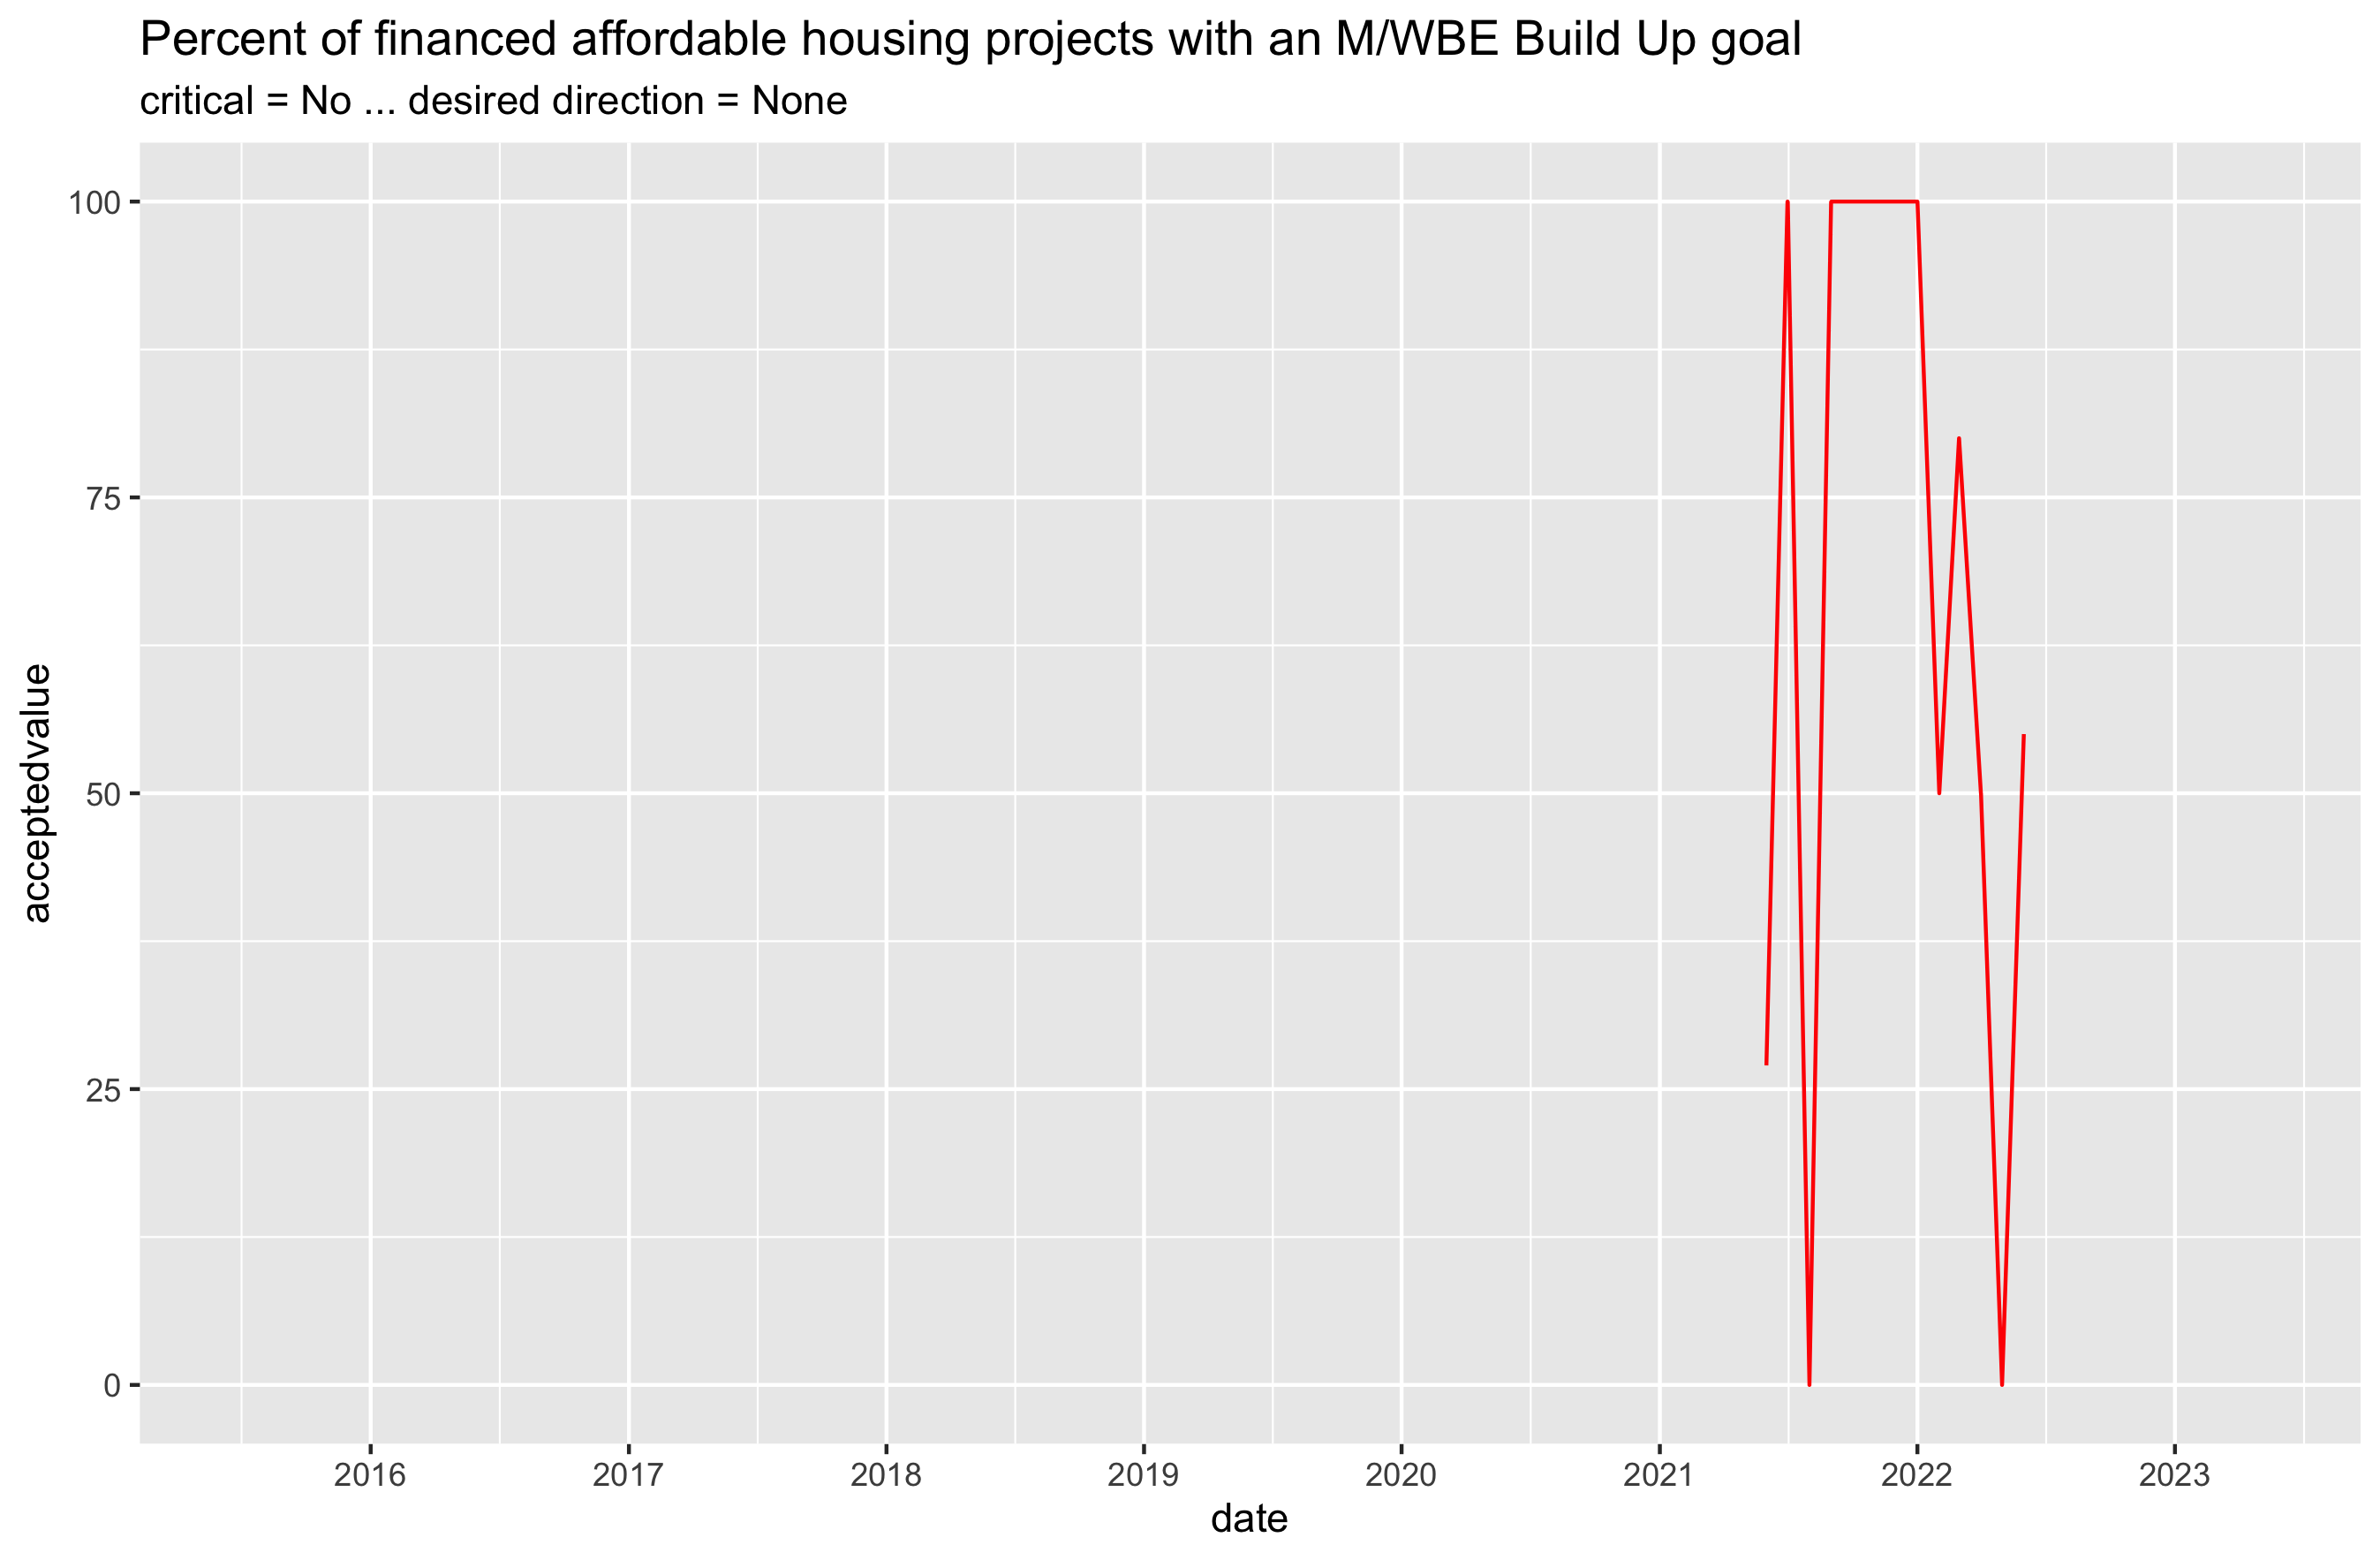 Percent of financed affordable housing projects with an M/WBE Build Up goal
critical = No ... desired direction = None
acceptedvalue
100
75
50
25
0
2016 2017 2018 2019 2020 2021 2022 2023
date